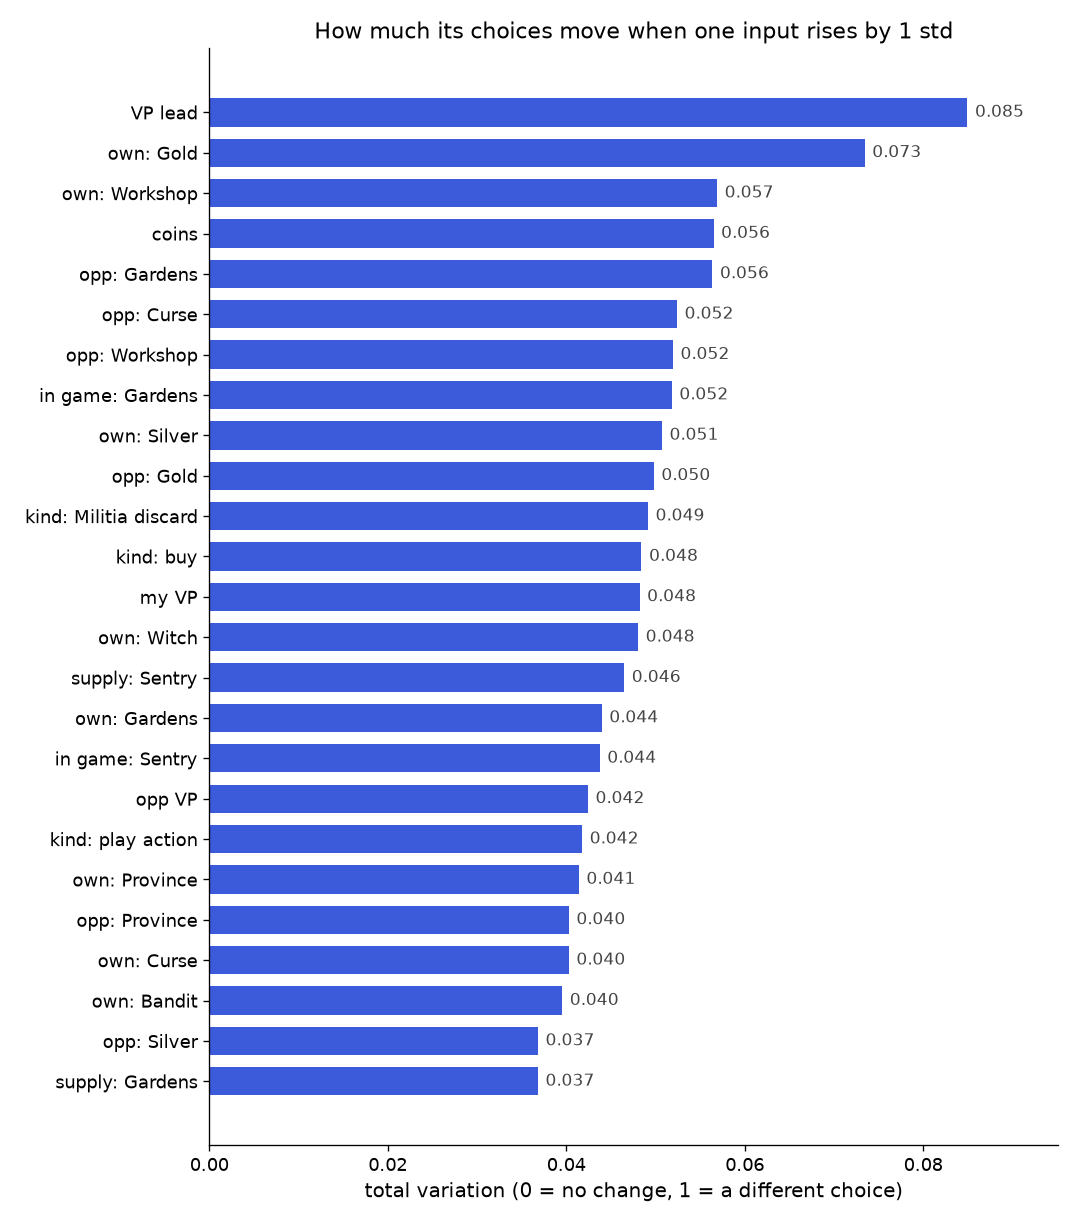 How much its choices move when one input rises by 1 std
VP lead 0.085
own: Gold 0.073
own: Workshop 0.057
coins 0.056
opp: Gardens 0.056
opp: Curse 0.052
opp: Workshop 0.052
in game: Gardens 0.052
own: Silver 0.051
opp: Gold 0.050
kind: Militia discard 0.049
kind: buy 0.048
my VP 0.048
own: Witch 0.048
supply: Sentry 0.046
own: Gardens 0.044
in game: Sentry 0.044
opp VP 0.042
kind: play action 0.042
own: Province 0.041
opp: Province 0.040
own: Curse 0.040
own: Bandit 0.040
opp: Silver 0.037
supply: Gardens 0.037
0.00 0.02 0.04 0.06 0.08
total variation (0 = no change, 1 = a different choice)